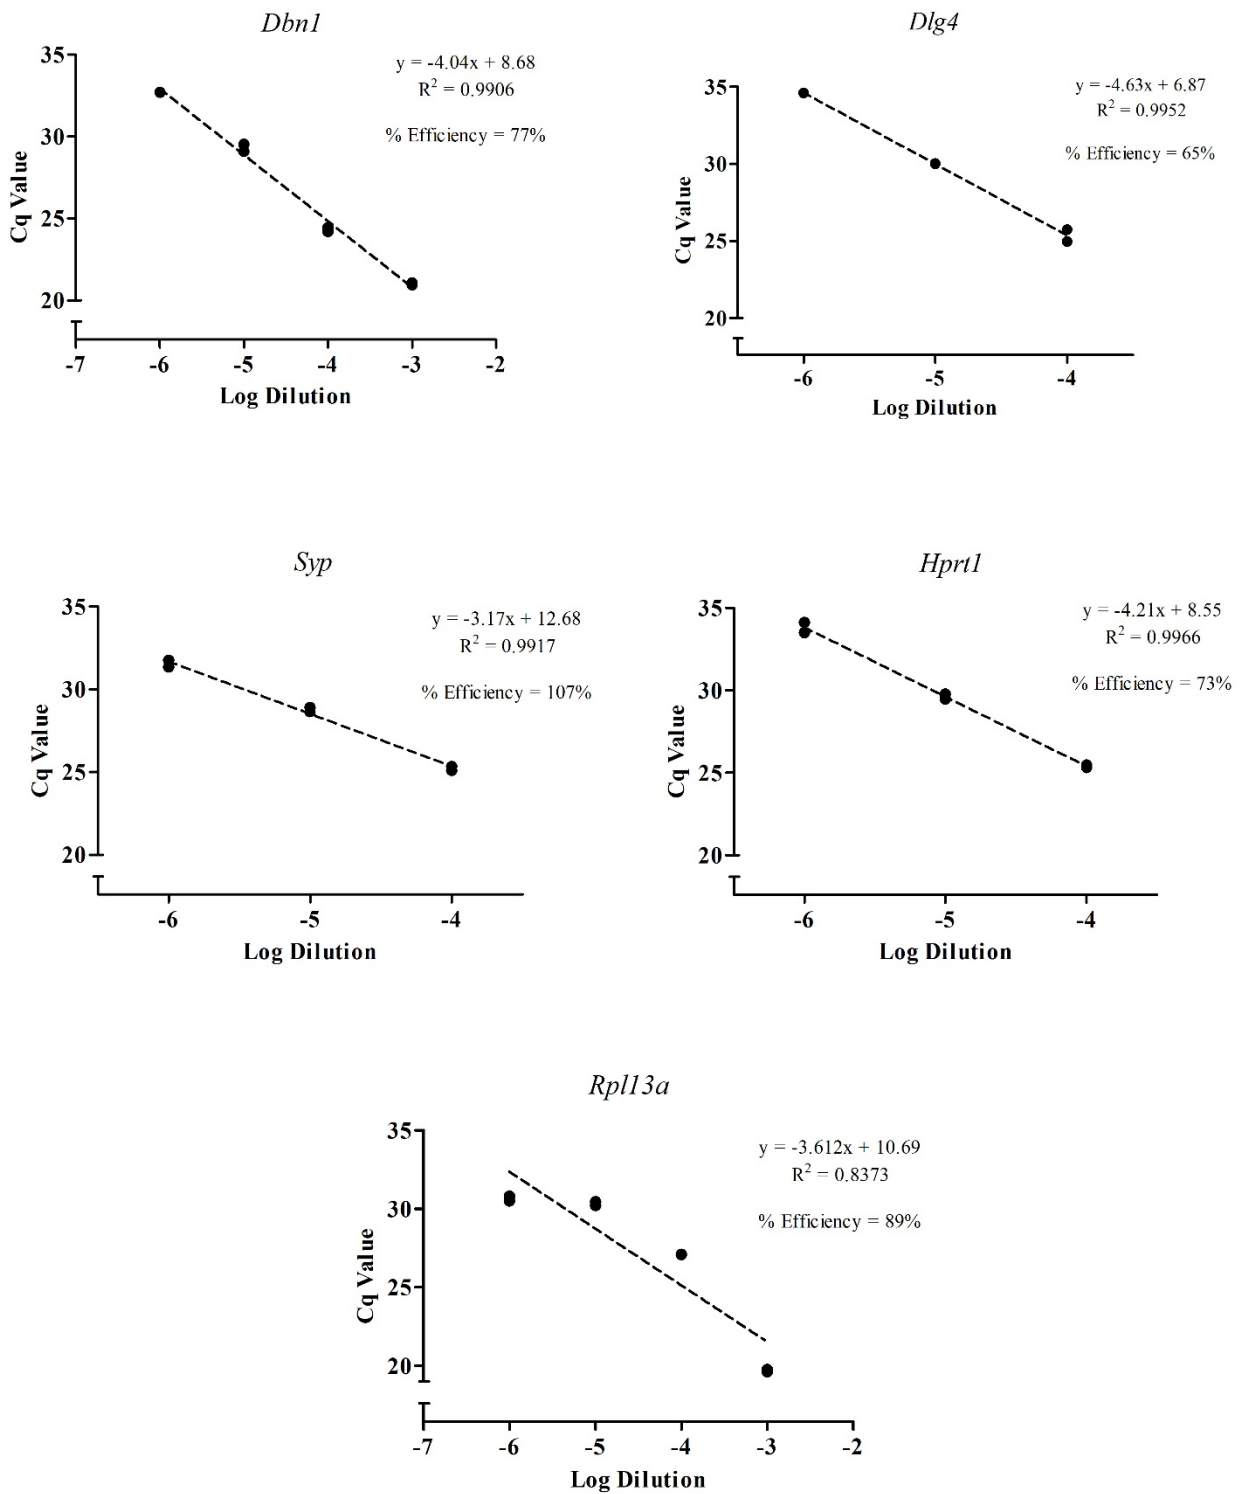 Dbn1
y = -4.04x + 8.68
R² = 0.9906
% Efficiency = 77%
35
30
25
20
Cq Value
-7 -6 -5 -4 -3 -2
Log Dilution
Dlg4
y = -4.63x + 6.87
R² = 0.9952
% Efficiency = 65%
35
30
25
20
Cq Value
-6 -5 -4
Log Dilution
Syp
y = -3.17x + 12.68
R² = 0.9917
% Efficiency = 107%
35
30
25
20
Cq Value
-6 -5 -4
Log Dilution
Hprt1
y = -4.21x + 8.55
R² = 0.9966
% Efficiency = 73%
35
30
25
20
Cq Value
-6 -5 -4
Log Dilution
Rpl13a
y = -3.612x + 10.69
R² = 0.8373
% Efficiency = 89%
35
30
25
20
Cq Value
-7 -6 -5 -4 -3 -2
Log Dilution